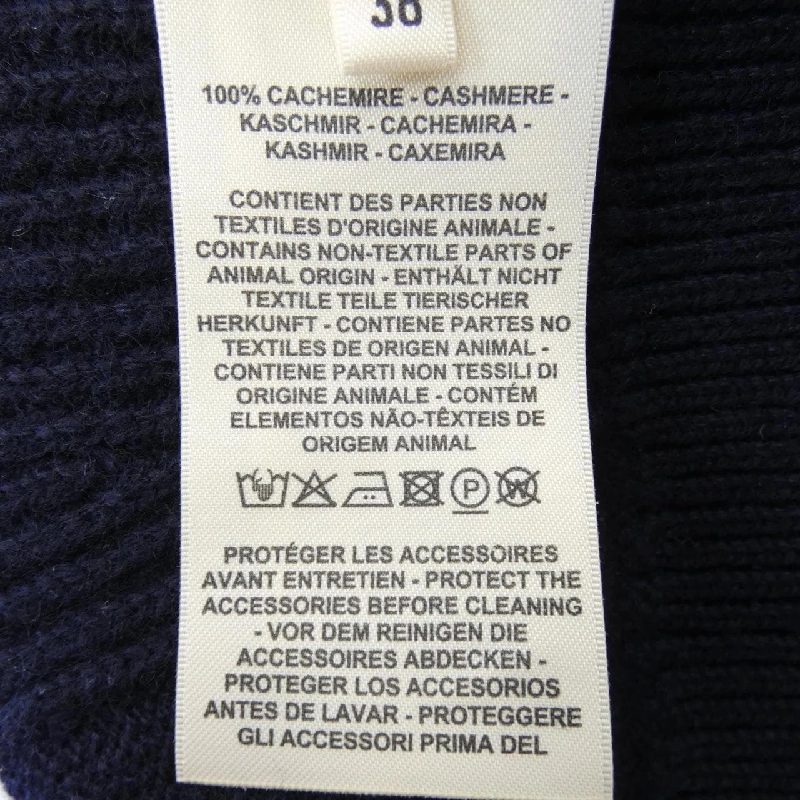 38
100% CACHEMIRE - CASHMERE -
KASCHMIR - CACHEMIRA -
KASHMIR - CAXEMIRA
CONTIENT DES PARTIES NON
TEXTILES D'ORIGINE ANIMALE -
CONTAINS NON-TEXTILE PARTS OF
ANIMAL ORIGIN - ENTHÄLT NICHT
TEXTILE TEILE TIERISCHER
HERKUNFT - CONTIENE PARTES NO
TEXTILES DE ORIGEN ANIMAL -
CONTIENE PARTI NON TESSILI DI
ORIGINE ANIMALE - CONTÉM
ELEMENTOS NÃO-TÊXTEIS DE
ORIGEM ANIMAL
P W
PROTÉGER LES ACCESSOIRES
AVANT ENTRETIEN - PROTECT THE
ACCESSORIES BEFORE CLEANING
- VOR DEM REINIGEN DIE
ACCESSOIRES ABDECKEN -
PROTEGER LOS ACCESORIOS
ANTES DE LAVAR - PROTEGGERE
GLI ACCESSORI PRIMA DEL